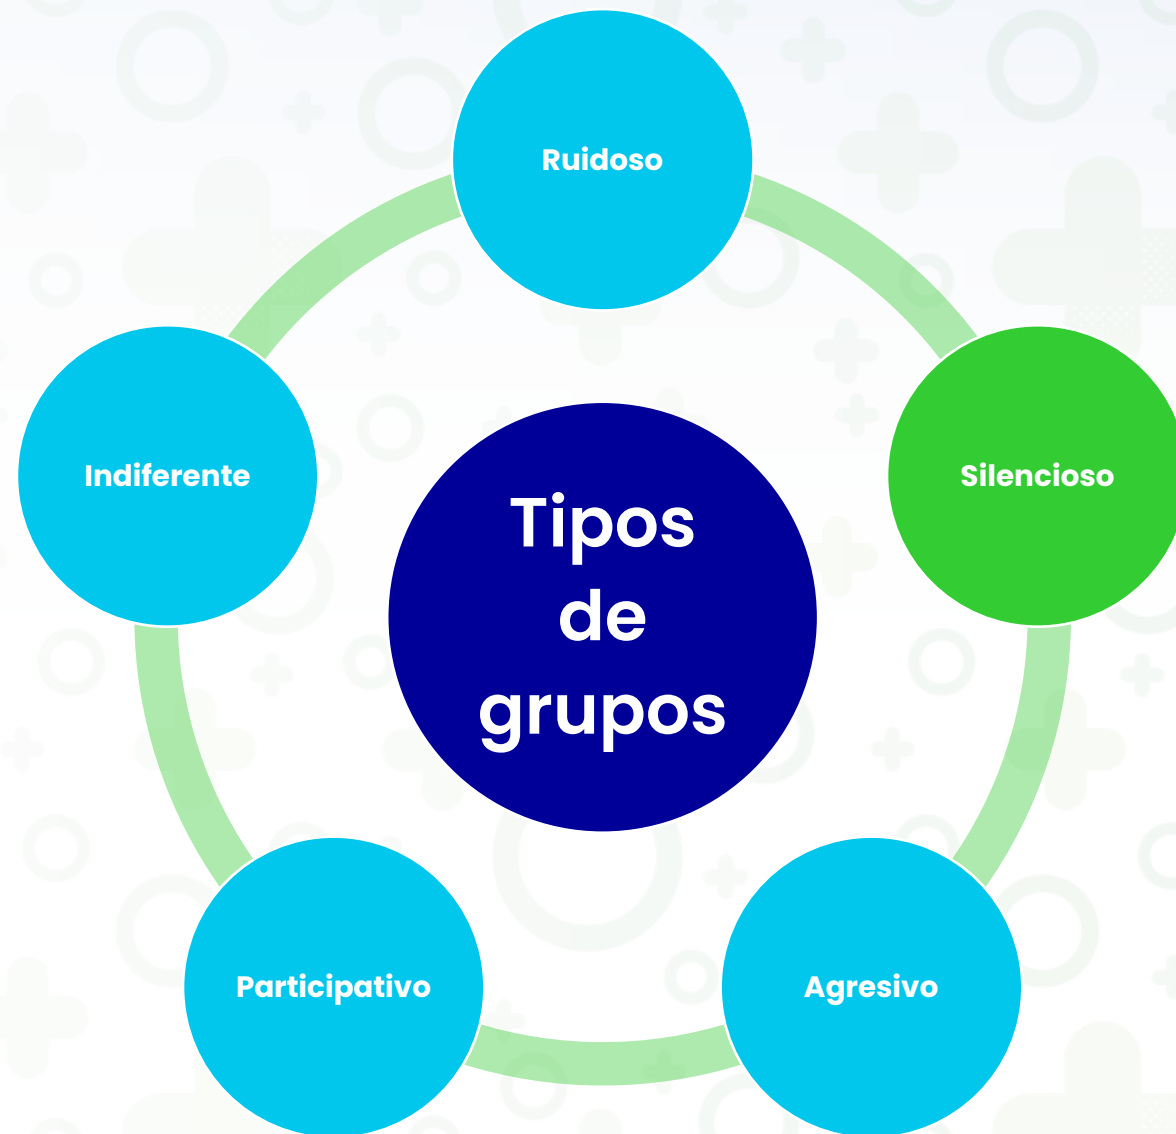 Ruidoso
Silencioso
Agresivo
Participativo
Indiferente
Tipos
de
grupos